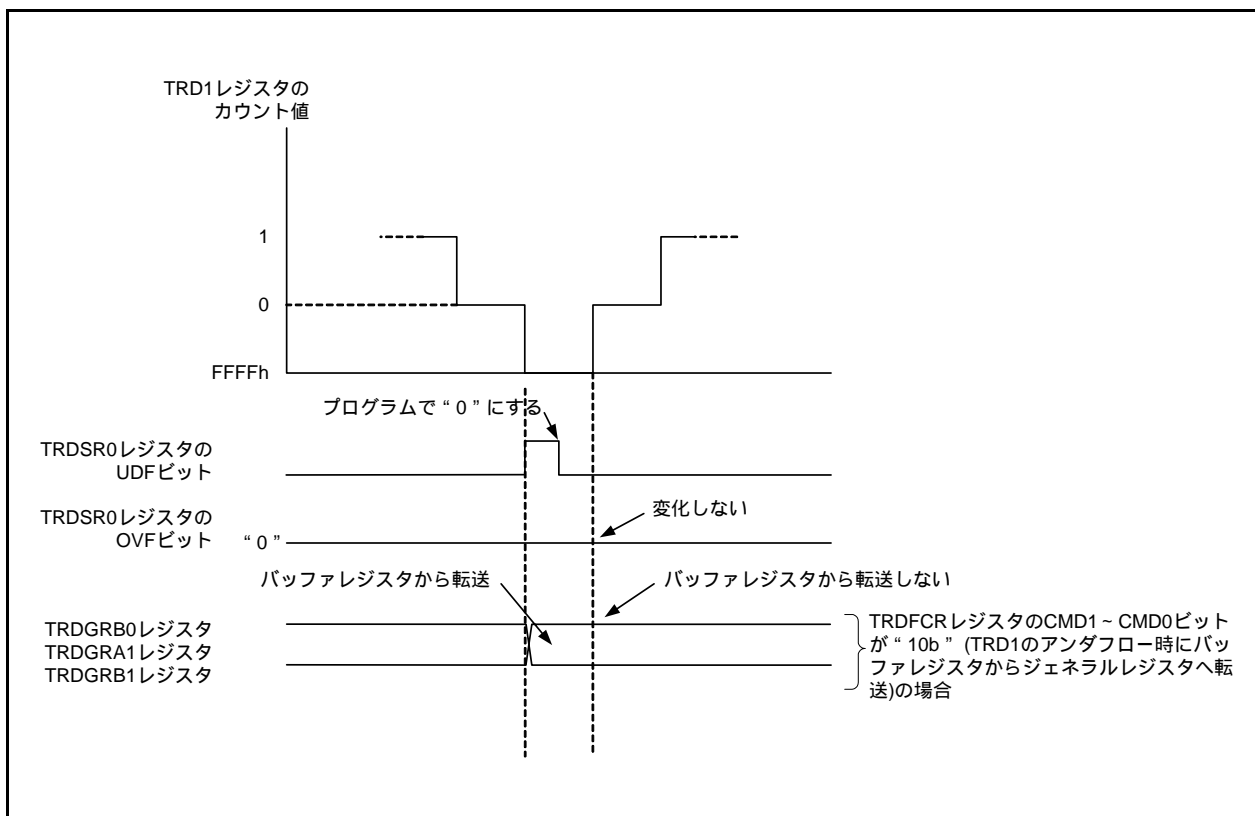 TRD1レジスタの
カウント値
1
0
FFFFh
プログラムで“ 0 ”にする
TRDSR0レジスタの
UDFビット
変化しない
TRDSR0レジスタの
OVFビット
“ 0 ”
バッファレジスタから転送
バッファレジスタから転送しない
TRDGRB0レジスタ
TRDGRA1レジスタ
TRDGRB1レジスタ
TRDFCRレジスタのCMD1 ~ CMD0ビット
が“ 10b ” (TRD1のアンダフロー時にバッ
ファレジスタからジェネラルレジスタへ転
送)の場合